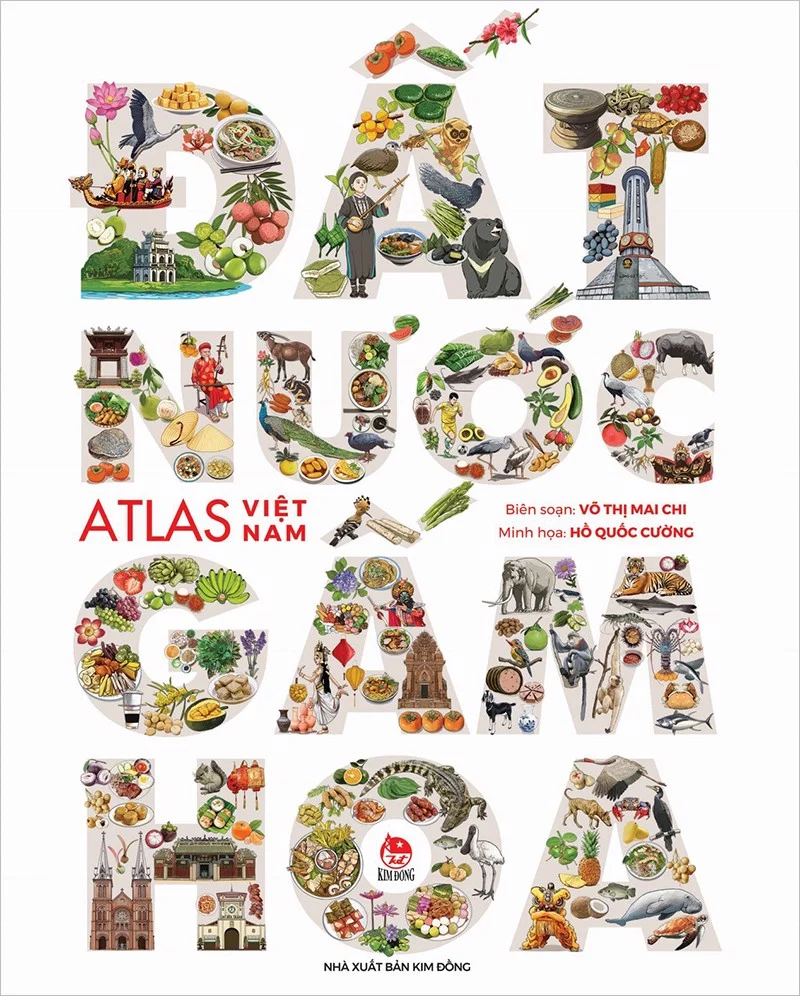 ĐẤT
NƯỚC
ATLAS VIỆT NAM
Biên soạn: VÕ THỊ MAI CHI
Minh họa: HỒ QUỐC CƯỜNG
GẤM
HOA
KIM ĐỒNG
NHÀ XUẤT BẢN KIM ĐỒNG